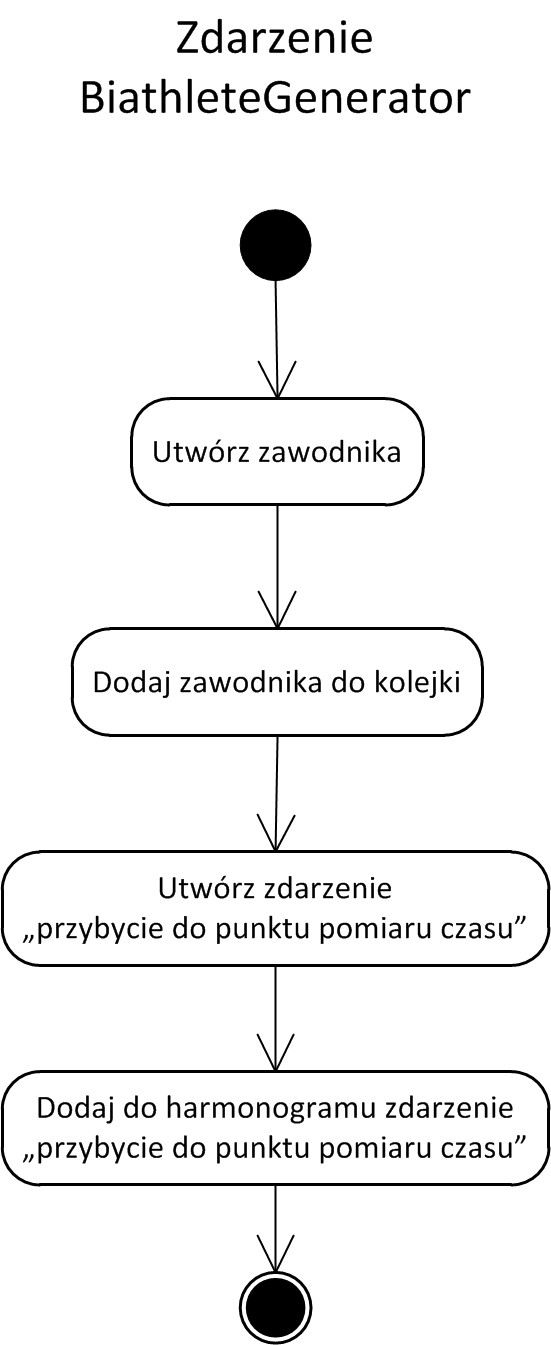 Zdarzenie
BiathleteGenerator
Utwórz zawodnika
Dodaj zawodnika do kolejki
Utwórz zdarzenie
„przybycie do punktu pomiaru czasu”
Dodaj do harmonogramu zdarzenie
„przybycie do punktu pomiaru czasu”